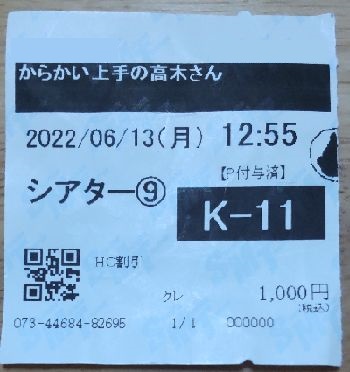 からかい上手の高木さん
2022/06/13(月) 12:55
【P付与済】
シアター⑨
K-11
HC割引
クレ 1,000円
(税込)
073-44684-82695 1/1 000000